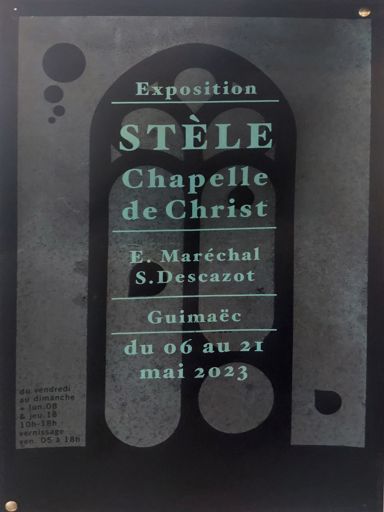 Exposition
STÈLE
Chapelle
de Christ
E. Maréchal
S.Descazot
Guimaëc
du 06 au 21
mai 2023
du vendredi
au dimanche
+ lun.08
& jeu.18
10h-18h
vernissage
ven. 05 à 18h